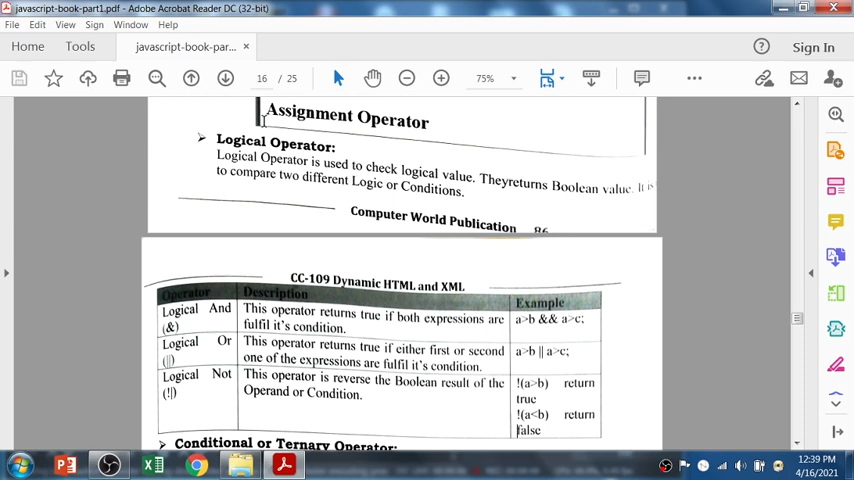 javascript-book-part1.pdf - Adobe Acrobat Reader DC (32-bit)
File Edit View Sign Window Help
Home Tools javascript-book-par... × Sign In
16 / 25 75%
Assignment Operator
Logical Operator:
Logical Operator is used to check logical value. Theyreturns Boolean value. It is
to compare two different Logic or Conditions.
Computer World Publication 86
CC-109 Dynamic HTML and XML
Operator Description Example
Logical And This operator returns true if both expressions are a>b && a>c;
(&) fulfil it's condition.
Logical Or This operator returns true if either first or second a>b || a>c;
(||) one of the expressions are fulfil it's condition.
Logical Not This operator is reverse the Boolean result of the !(a>b) return
(!|) Operand or Condition. true
!(a<b) return
false
Conditional or Ternary Operator:
12:39 PM
4/16/2021